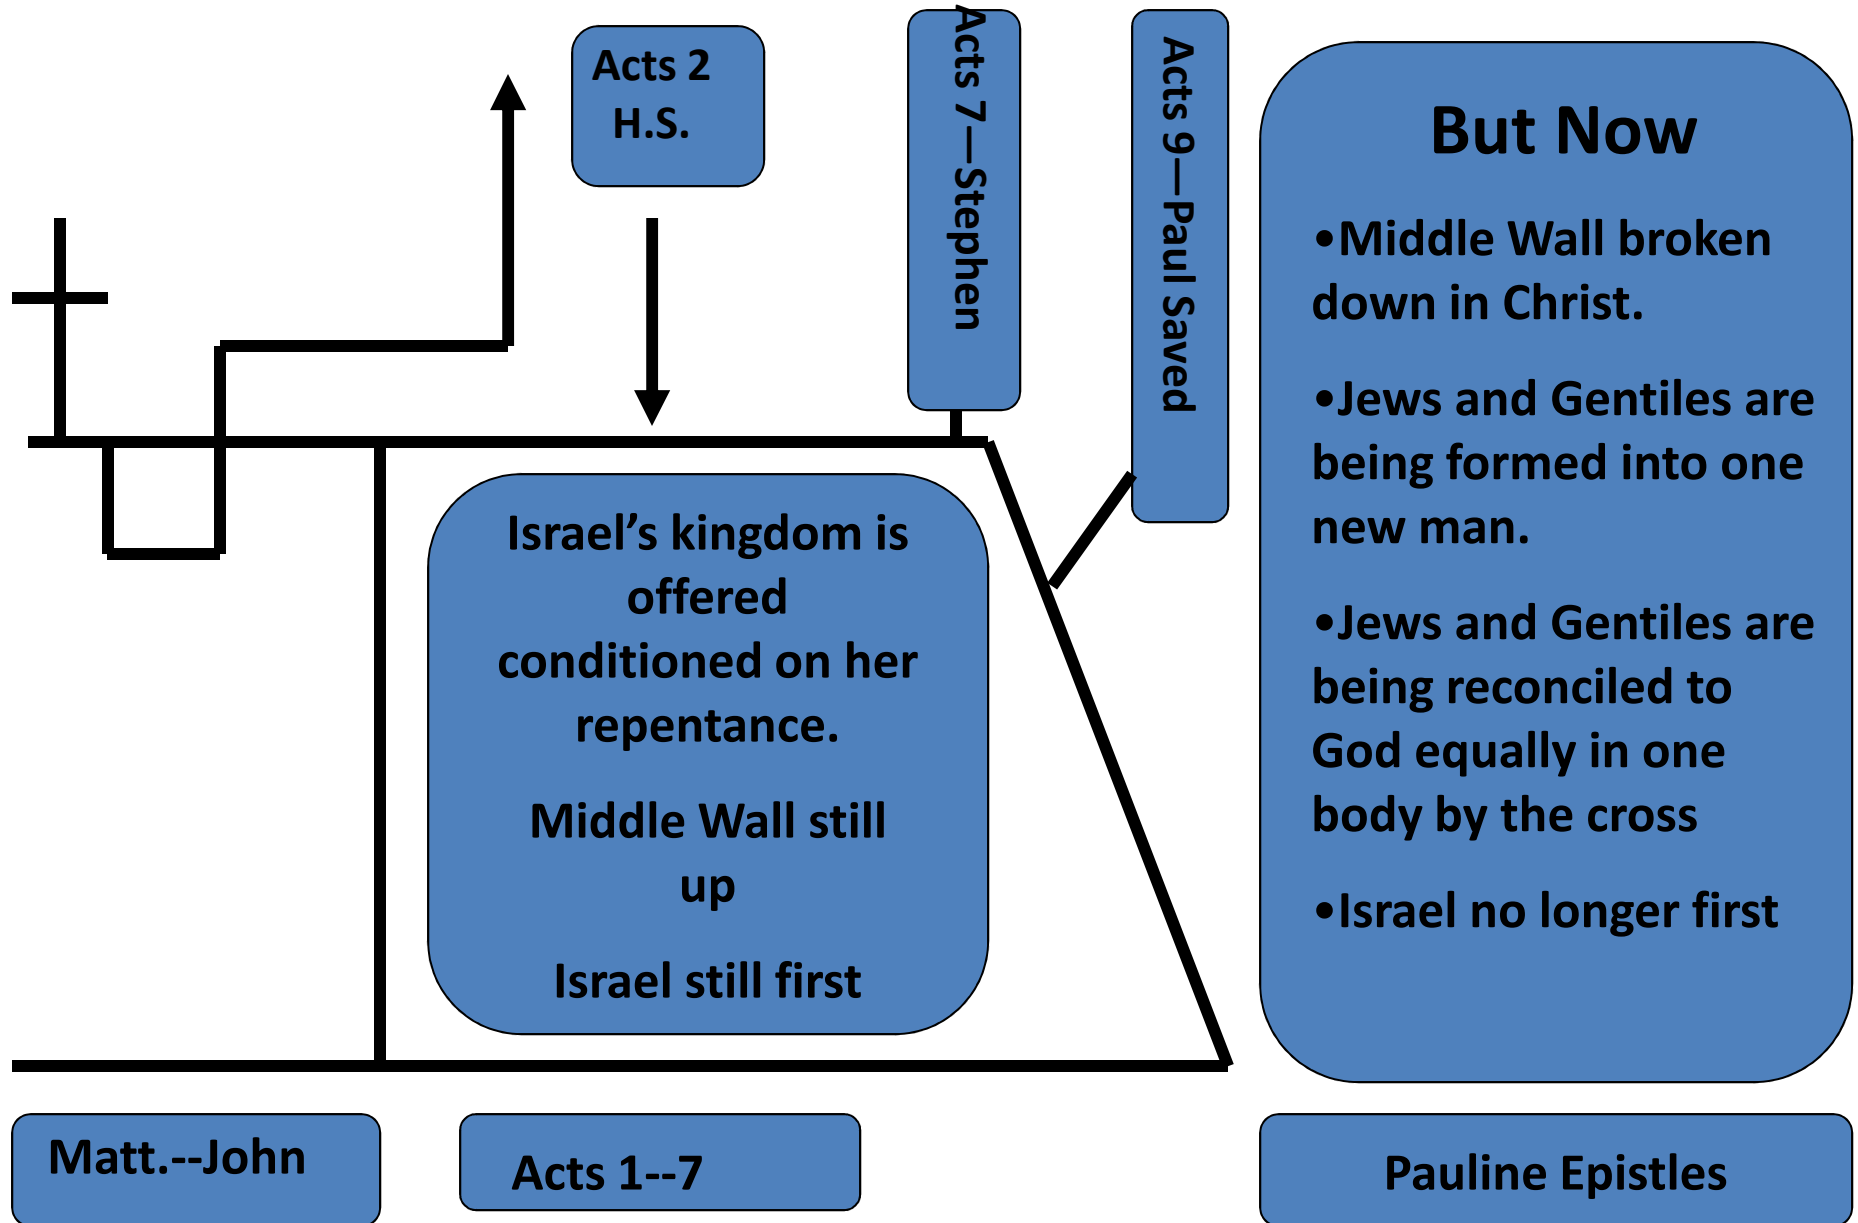 Acts 2
H.S.
Acts 7—Stephen
Acts 9—Paul Saved
But Now
•Middle Wall broken
down in Christ.
•Jews and Gentiles are
being formed into one
new man.
•Jews and Gentiles are
being reconciled to
God equally in one
body by the cross
•Israel no longer first
Israel’s kingdom is
offered
conditioned on her
repentance.
Middle Wall still
up
Israel still first
Matt.--John
Acts 1--7
Pauline Epistles